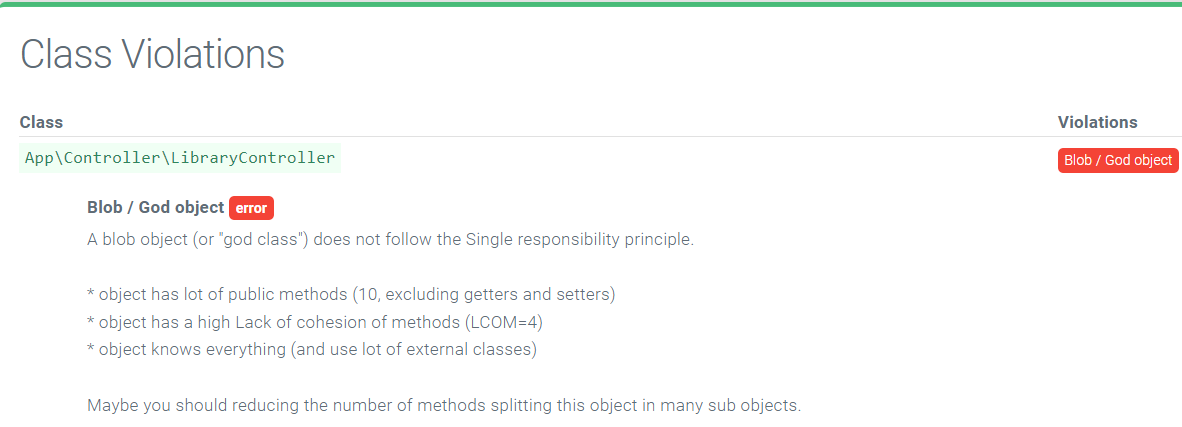 Class Violations
Class Violations
App\Controller\LibraryController Blob / God object
Blob / God object error
A blob object (or "god class") does not follow the Single responsibility principle.
* object has lot of public methods (10, excluding getters and setters)
* object has a high Lack of cohesion of methods (LCOM=4)
* object knows everything (and use lot of external classes)
Maybe you should reducing the number of methods splitting this object in many sub objects.